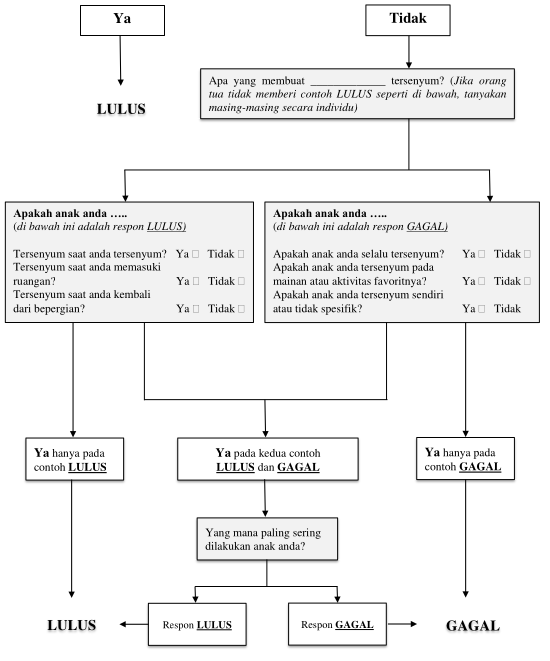 Ya
Tidak
LULUS
Apa yang membuat ______________ tersenyum? (Jika orang
tua tidak memberi contoh LULUS seperti di bawah, tanyakan
masing-masing secara individu)
Apakah anak anda …..
(di bawah ini adalah respon LULUS)
Tersenyum saat anda tersenyum? Ya □ Tidak □
Tersenyum saat anda memasuki
ruangan? Ya □ Tidak □
Tersenyum saat anda kembali
dari bepergian? Ya □ Tidak □
Apakah anak anda …..
(di bawah ini adalah respon GAGAL)
Apakah anak anda selalu tersenyum? Ya □ Tidak □
Apakah anak anda tersenyum pada
mainan atau aktivitas favoritnya? Ya □ Tidak □
Apakah anak anda tersenyum sendiri
atau tidak spesifik? Ya □ Tidak
Ya hanya pada
contoh LULUS
Ya pada kedua contoh
LULUS dan GAGAL
Ya hanya pada
contoh GAGAL
Yang mana paling sering
dilakukan anak anda?
LULUS
Respon LULUS
Respon GAGAL
GAGAL